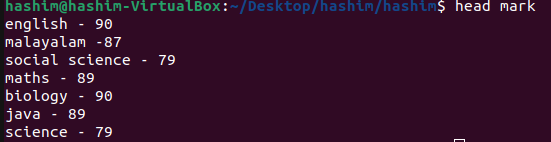 hashim@hashim-VirtualBox:~/Desktop/hashim/hashim$ head mark
english - 90
malayalam -87
social science - 79
maths - 89
biology - 90
java - 89
science - 79